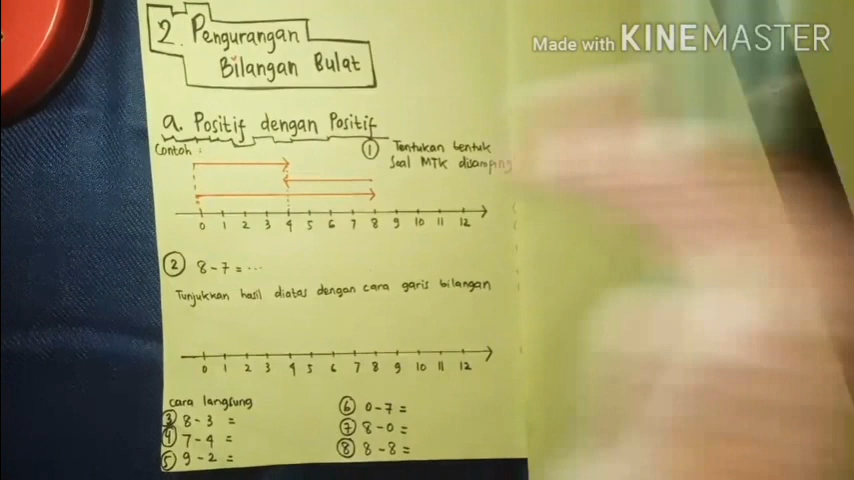 Made with KINEMASTER
2. Pengurangan
Bilangan Bulat
a. Positif dengan Positif
Contoh :
① Tentukan bentuk
Soal MTK disamping
0 1 2 3 4 5 6 7 8 9 10 11 12
② 8 - 7 = ...
Tunjukkan hasil diatas dengan cara garis bilangan
0 1 2 3 4 5 6 7 8 9 10 11 12
cara langsung
③ 8 - 3 =
④ 7 - 4 =
⑤ 9 - 2 =
⑥ 0 - 7 =
⑦ 8 - 0 =
⑧ 8 - 8 =